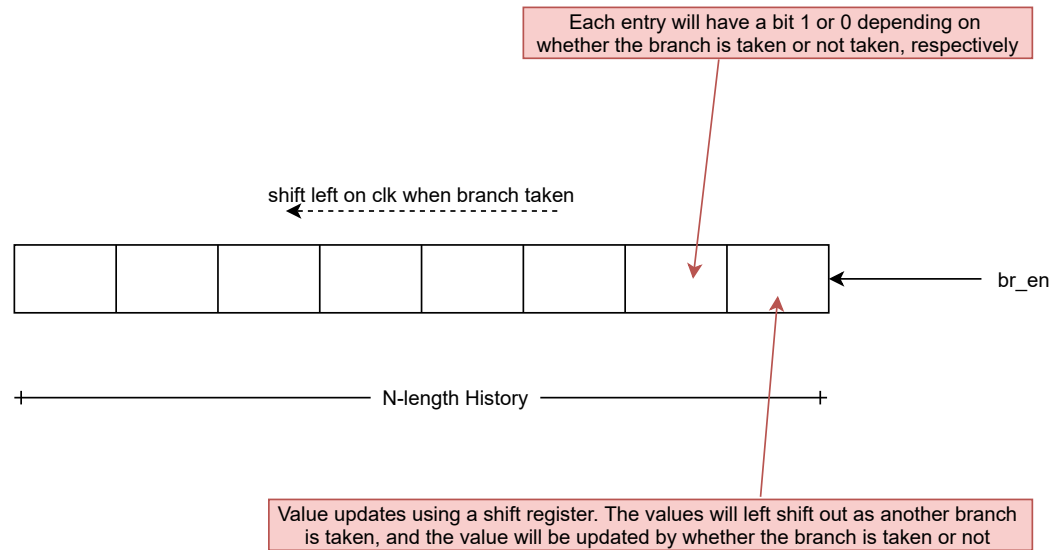 Each entry will have a bit 1 or 0 depending on
whether the branch is taken or not taken, respectively
shift left on clk when branch taken
br_en
N-length History
Value updates using a shift register. The values will left shift out as another branch
is taken, and the value will be updated by whether the branch is taken or not